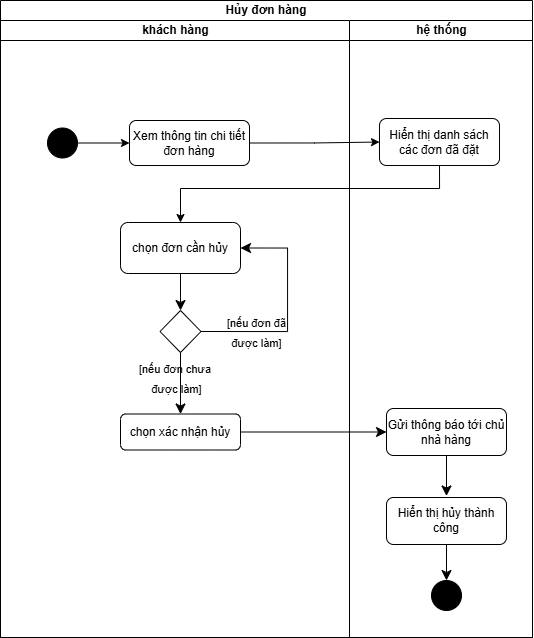 Hủy đơn hàng
khách hàng
hệ thống
Xem thông tin chi tiết
đơn hàng
Hiển thị danh sách
các đơn đã đặt
chọn đơn cần hủy
[nếu đơn đã
được làm]
[nếu đơn chưa
được làm]
chọn xác nhận hủy
Gửi thông báo tới chủ
nhà hàng
Hiển thị hủy thành
công